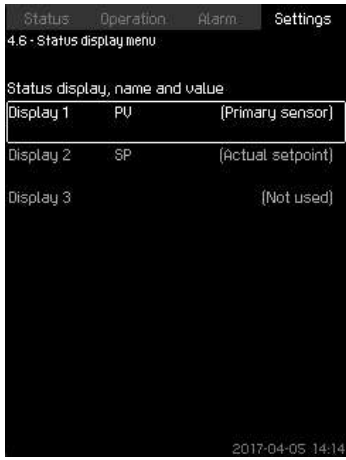 Status Operation Alarm Settings
4.6 - Status display menu
Status display, name and value
Display 1 PV (Primary sensor)
Display 2 SP (Actual setpoint)
Display 3 (Not used)
2017-04-05 14:14